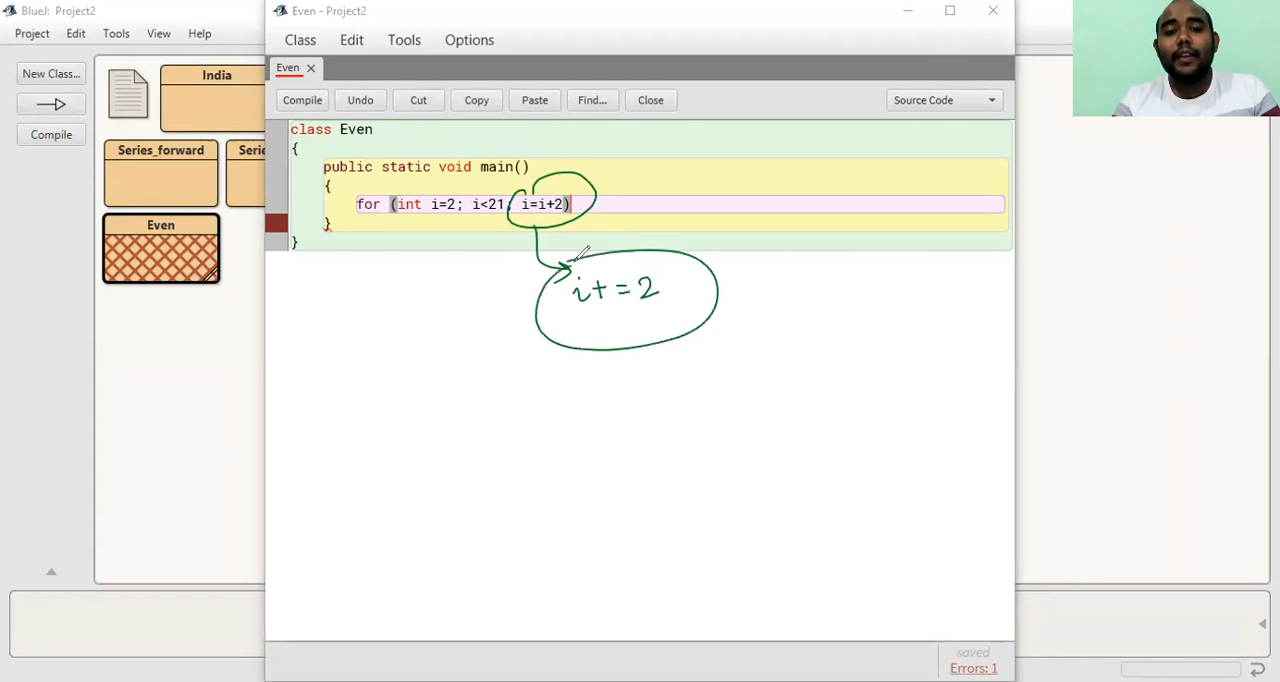 BlueJ: Project2
Project Edit Tools View Help
New Class...
Compile
India
Series_forward
Serie
Even
Even - Project2
Class Edit Tools Options
Even
Compile Undo Cut Copy Paste Find... Close Source Code
class Even
{
public static void main()
{
for (int i=2; i<21; i=i+2)
}
}
i+=2
saved
Errors: 1